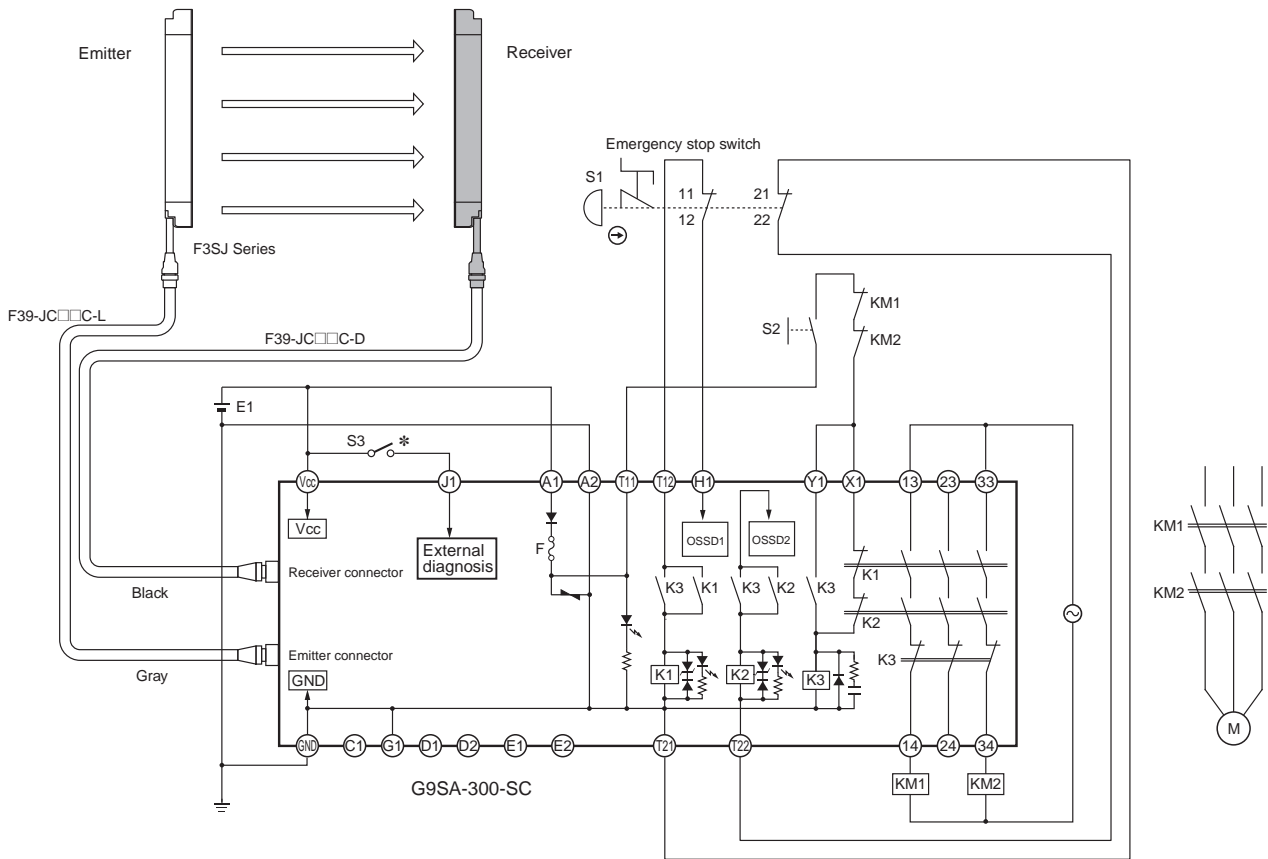 Emitter
Receiver
F3SJ Series
F39-JC□□C-L
F39-JC□□C-D
Emergency stop switch
S1
11
12
21
22
KM1
S2
KM2
E1
S3 *
Vcc
J1
A1
A2
T11
T12
H1
Y1
X1
13
23
33
Vcc
External
diagnosis
F
OSSD1
OSSD2
Receiver connector
K3
K1
K3
K2
K3
K1
K2
Black
Emitter connector
Gray
GND
K1
K2
K3
K3
GND
C1
G1
D1
D2
E1
E2
T21
T22
14
24
34
G9SA-300-SC
KM1
KM2
KM1
KM2
M